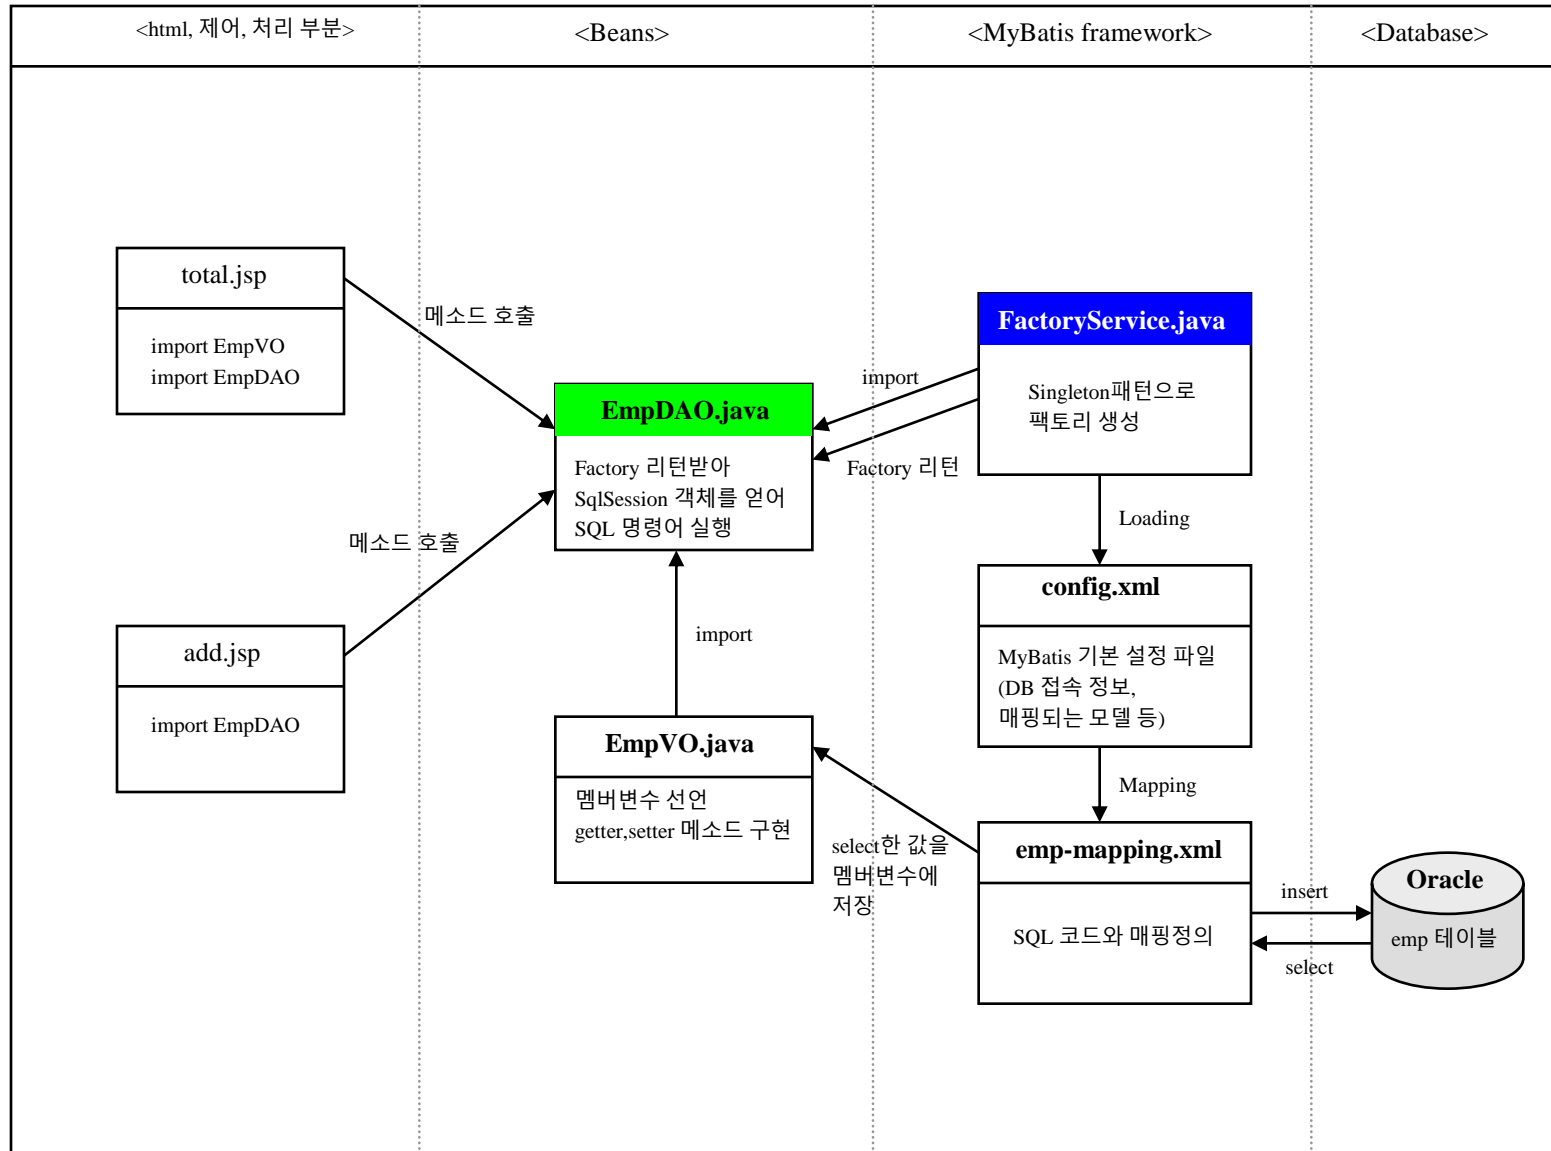 <html, 제어, 처리 부분>
<Beans>
<MyBatis framework>
<Database>
total.jsp
import EmpVO
import EmpDAO
메소드 호출
EmpDAO.java
Factory 리턴받아
SqlSession 객체를 얻어
SQL 명령어 실행
import
Factory 리턴
FactoryService.java
Singleton패턴으로
팩토리 생성
Loading
메소드 호출
add.jsp
import EmpDAO
import
config.xml
MyBatis 기본 설정 파일
(DB 접속 정보,
매핑되는 모델 등)
Mapping
EmpVO.java
멤버변수 선언
getter,setter 메소드 구현
select한 값을
멤버변수에
저장
emp-mapping.xml
SQL 코드와 매핑정의
insert
select
Oracle
emp 테이블